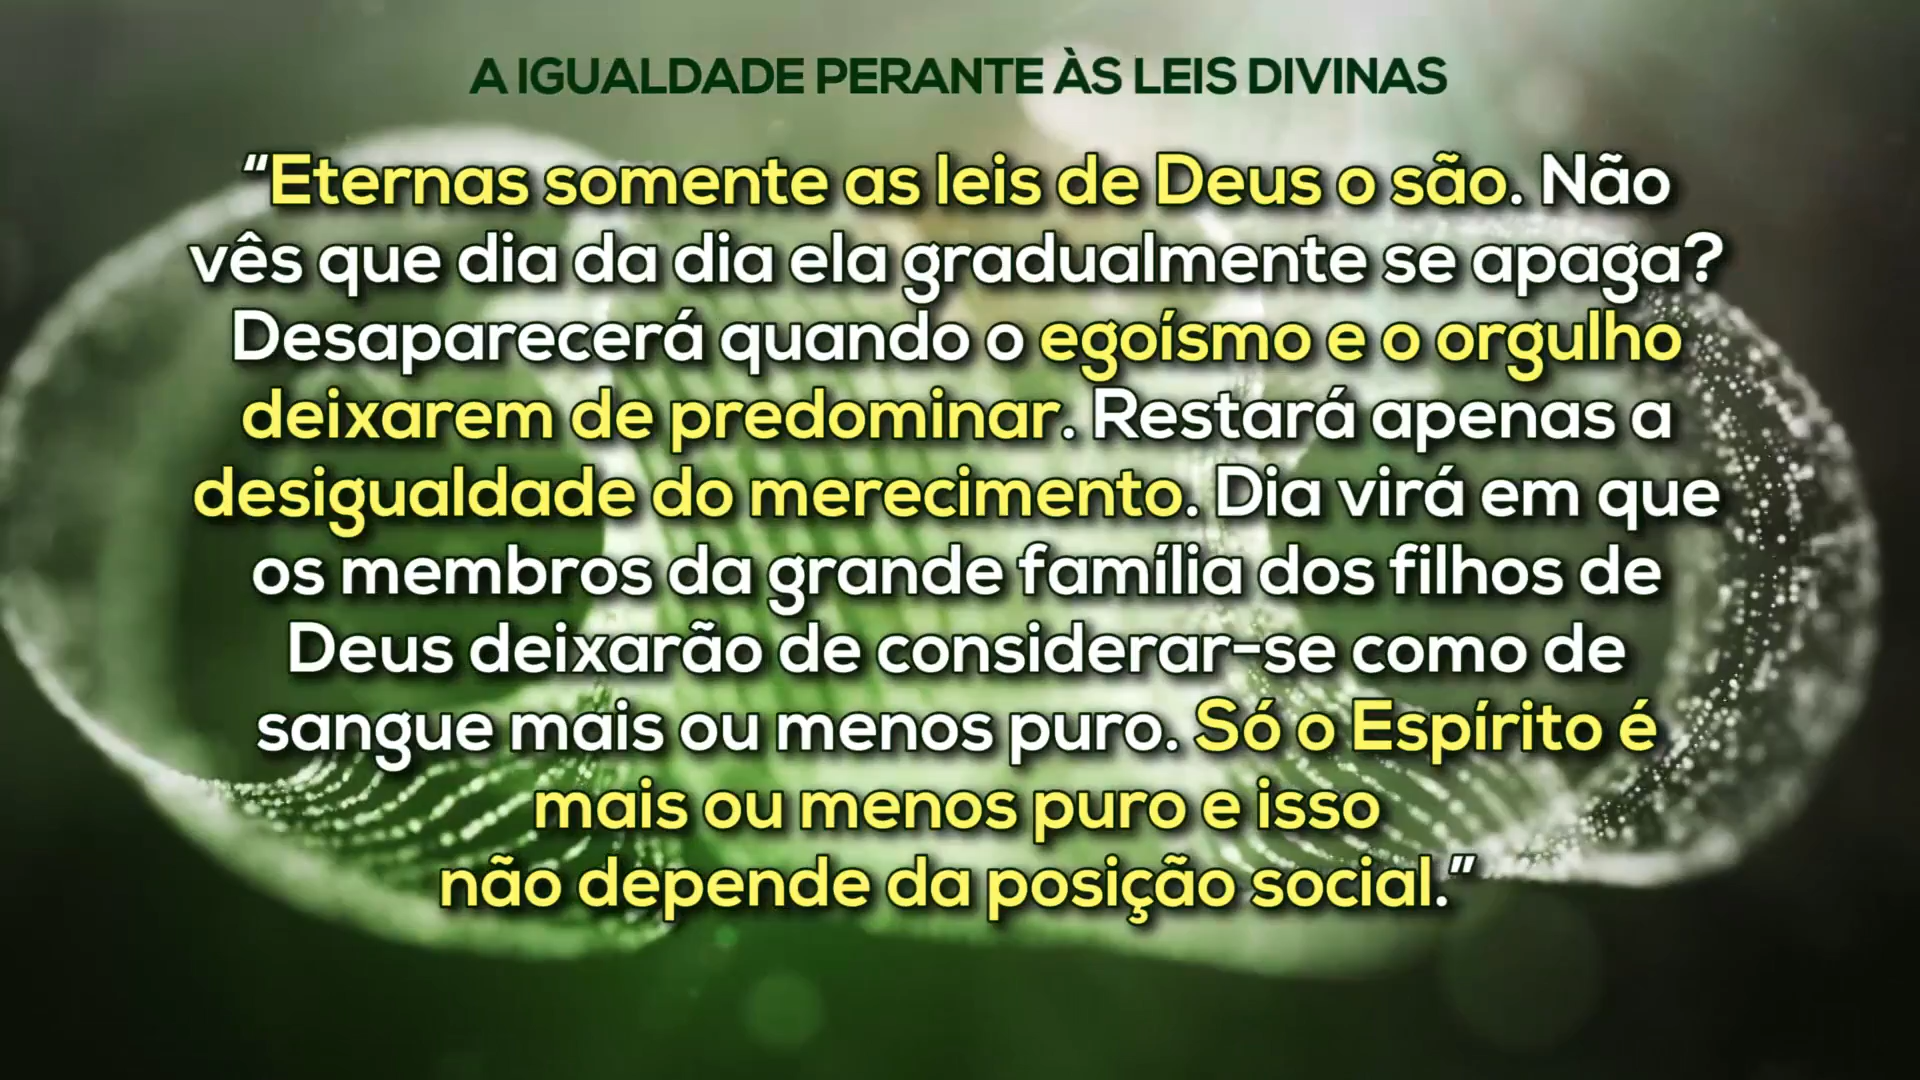 A IGUALDADE PERANTE ÀS LEIS DIVINAS
“Eternas somente as leis de Deus o são. Não
vês que dia da dia ela gradualmente se apaga?
Desaparecerá quando o egoísmo e o orgulho
deixarem de predominar. Restará apenas a
desigualdade do merecimento. Dia virá em que
os membros da grande família dos filhos de
Deus deixarão de considerar-se como de
sangue mais ou menos puro. Só o Espírito é
mais ou menos puro e isso
não depende da posição social.”